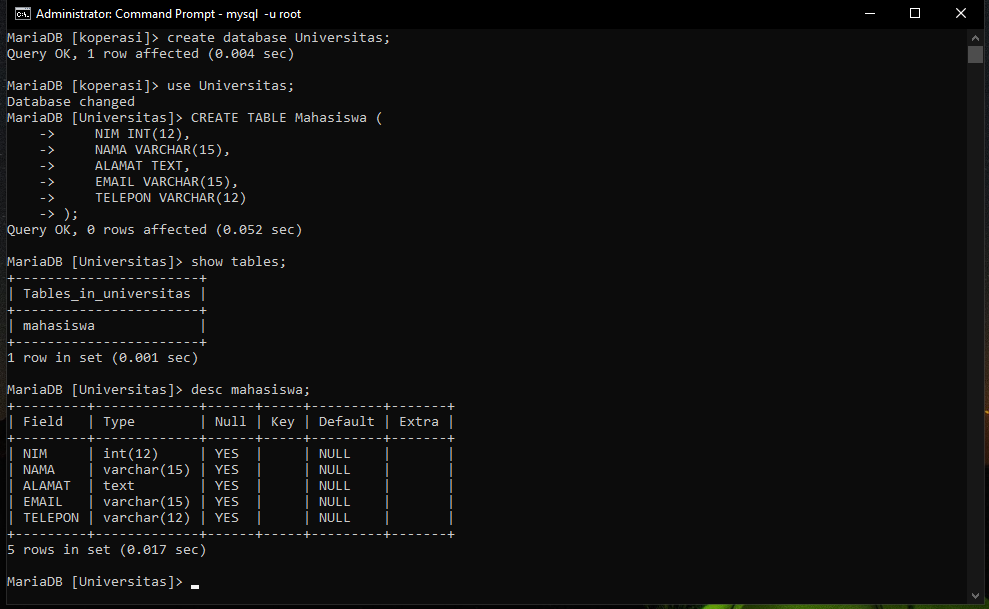 Administrator: Command Prompt - mysql  -u root
MariaDB [koperasi]> create database Universitas;
Query OK, 1 row affected (0.004 sec)

MariaDB [koperasi]> use Universitas;
Database changed
MariaDB [Universitas]> CREATE TABLE Mahasiswa (
    ->     NIM INT(12),
    ->     NAMA VARCHAR(15),
    ->     ALAMAT TEXT,
    ->     EMAIL VARCHAR(15),
    ->     TELEPON VARCHAR(12)
    -> );
Query OK, 0 rows affected (0.052 sec)

MariaDB [Universitas]> show tables;
+-----------------------+
| Tables_in_universitas |
+-----------------------+
| mahasiswa             |
+-----------------------+
1 row in set (0.001 sec)

MariaDB [Universitas]> desc mahasiswa;
+---------+-------------+------+-----+---------+-------+
| Field   | Type        | Null | Key | Default | Extra |
+---------+-------------+------+-----+---------+-------+
| NIM     | int(12)     | YES  |     | NULL    |       |
| NAMA    | varchar(15) | YES  |     | NULL    |       |
| ALAMAT  | text        | YES  |     | NULL    |       |
| EMAIL   | varchar(15) | YES  |     | NULL    |       |
| TELEPON | varchar(12) | YES  |     | NULL    |       |
+---------+-------------+------+-----+---------+-------+
5 rows in set (0.017 sec)

MariaDB [Universitas]>